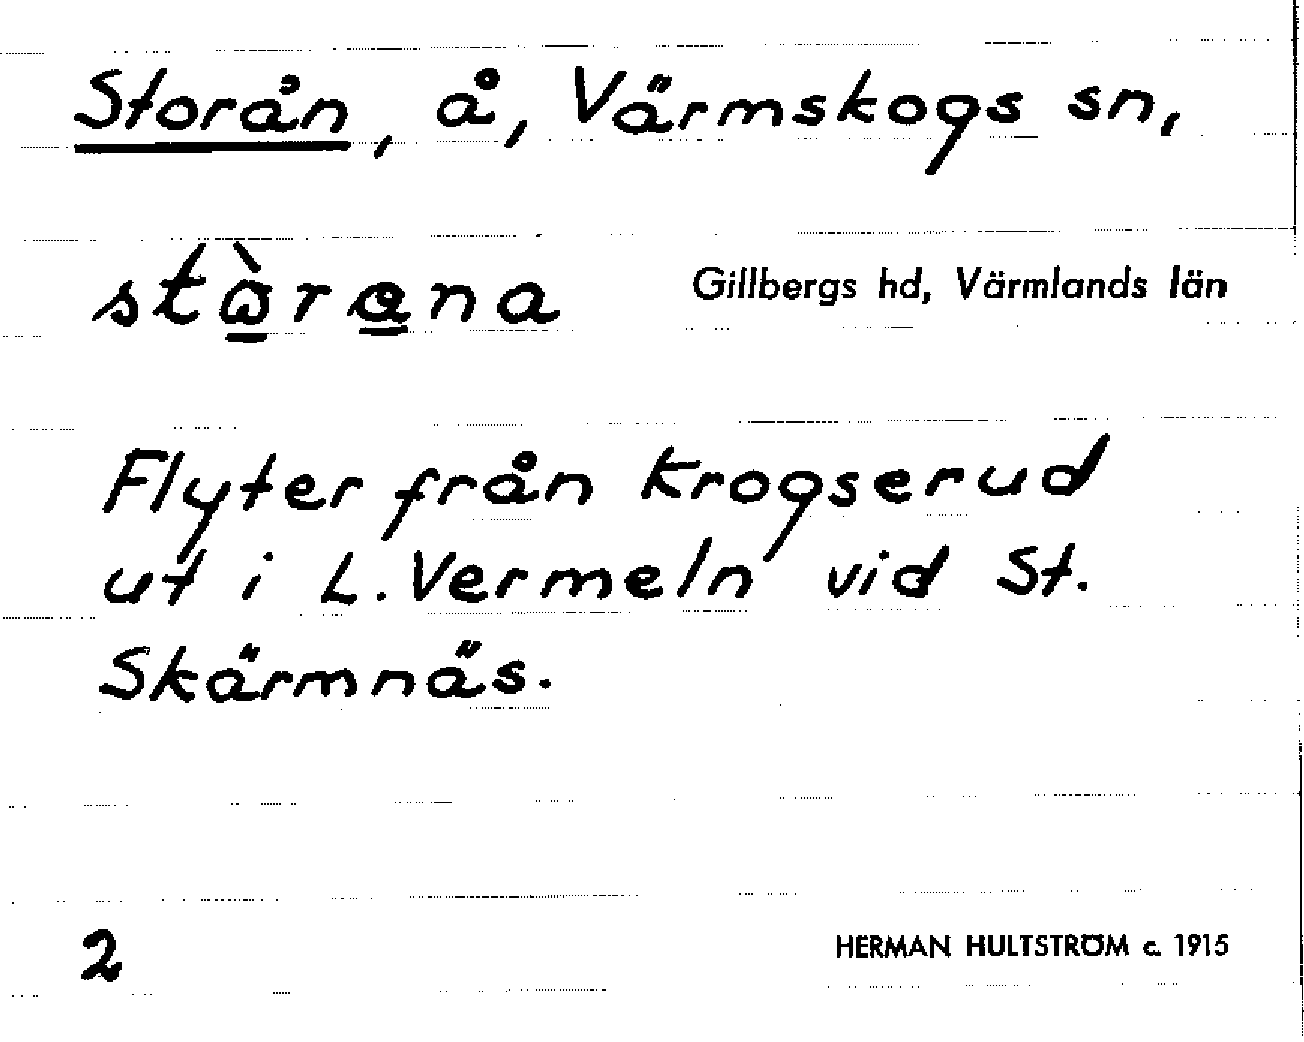 Storån, å, Värmskogs sn,
Gillbergs hd, Värmlands län
Flyter från Krogserud
ut i L. Vermeln vid St.
Skärmnäs.
2
HERMAN HULTSTRÖM c. 1915